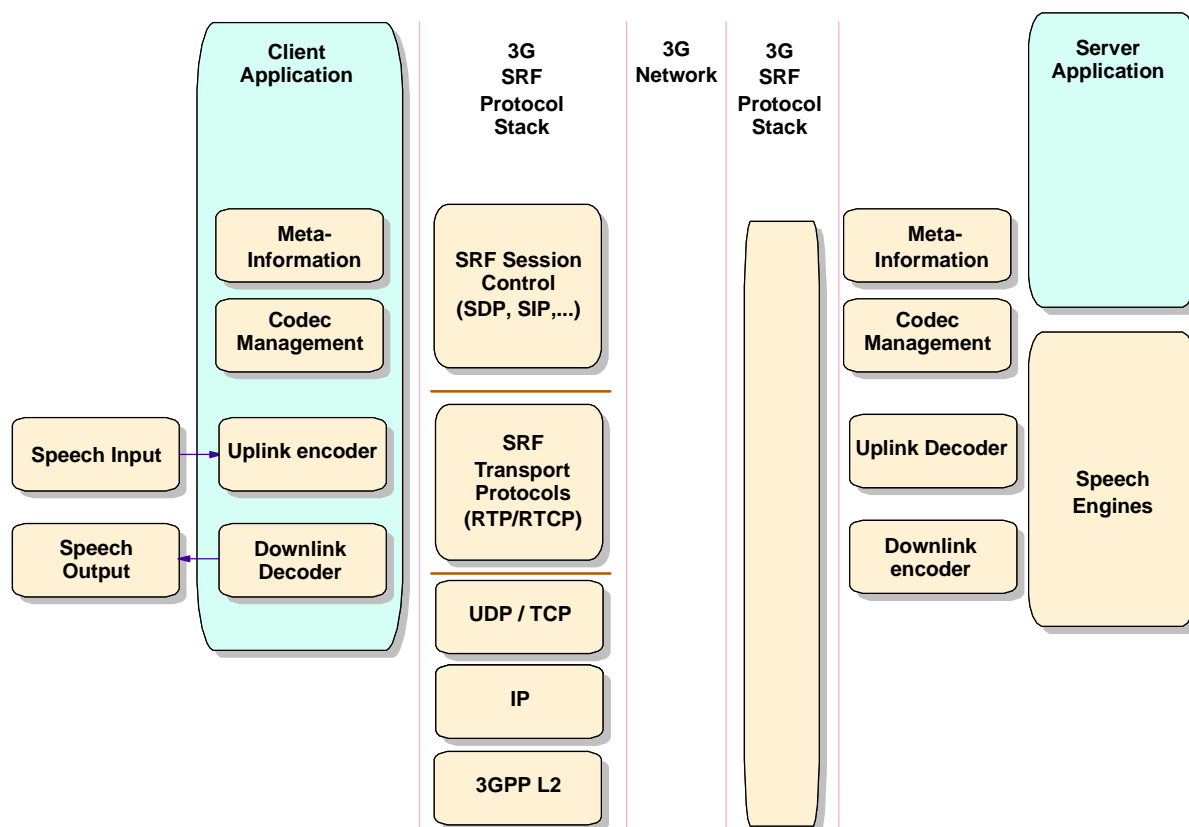 Client
Application
3G
SRF
Protocol
Stack
3G
Network
3G
SRF
Protocol
Stack
Server
Application
Meta-
Information
Codec
Management
Speech Input
Uplink encoder
Speech
Output
Downlink
Decoder
SRF Session
Control
(SDP, SIP,...)
SRF
Transport
Protocols
(RTP/RTCP)
UDP / TCP
IP
3GPP L2
Meta-
Information
Codec
Management
Uplink Decoder
Downlink
encoder
Speech
Engines